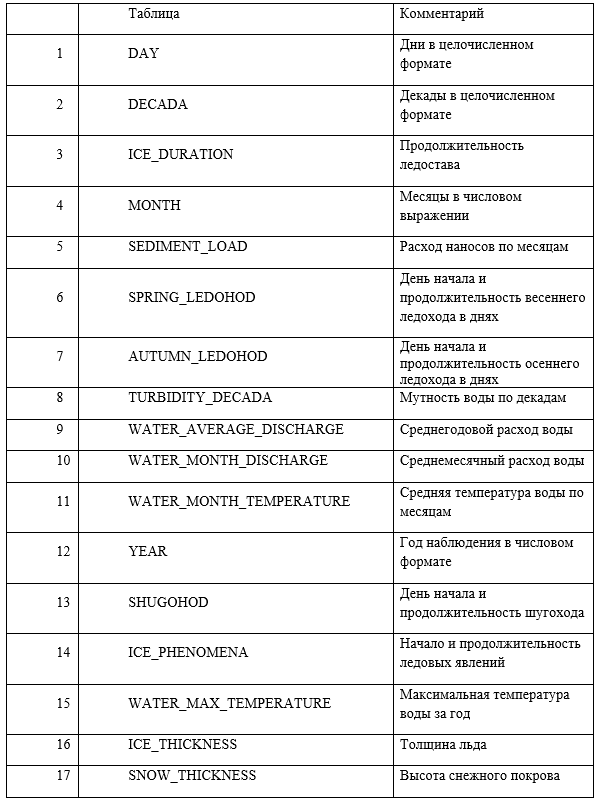 Таблица Комментарий
1 DAY Дни в целочисленном
формате
2 DECADA Декады в целочисленном
формате
3 ICE_DURATION Продолжительность
ледостава
4 MONTH Месяцы в числовом
выражении
5 SEDIMENT_LOAD Расход наносов по месяцам
6 SPRING_LEDOHOD День начала и
продолжительность весеннего
ледохода в днях
7 AUTUMN_LEDOHOD День начала и
продолжительность осеннего
ледохода в днях
8 TURBIDITY_DECADA Мутность воды по декадам
9 WATER_AVERAGE_DISCHARGE Среднегодовой расход воды
10 WATER_MONTH_DISCHARGE Среднемесячный расход воды
11 WATER_MONTH_TEMPERATURE Средняя температура воды по
месяцам
12 YEAR Год наблюдения в числовом
формате
13 SHUGOHOD День начала и
продолжительность шугохода
14 ICE_PHENOMENA Начало и продолжительность
ледовых явлений
15 WATER_MAX_TEMPERATURE Максимальная температура
воды за год
16 ICE_THICKNESS Толщина льда
17 SNOW_THICKNESS Высота снежного покрова